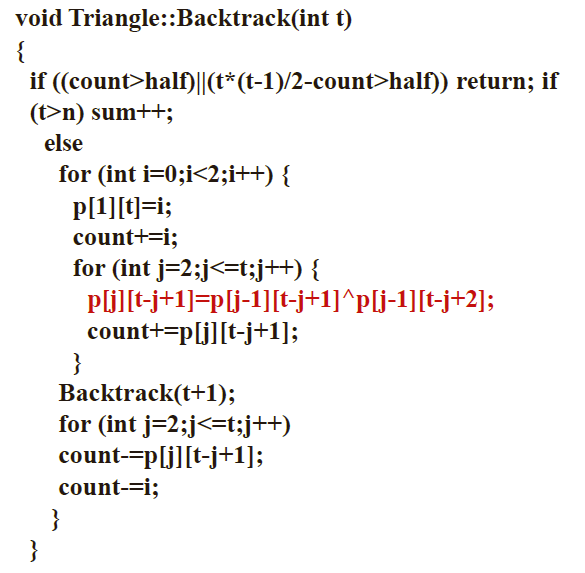 void Triangle::Backtrack(int t)
{
if ((count>half)||(t*(t-1)/2-count>half)) return; if
(t>n) sum++;
else
for (int i=0;i<2;i++) {
p[1][t]=i;
count+=i;
for (int j=2;j<=t;j++) {
p[j][t-j+1]=p[j-1][t-j+1]^p[j-1][t-j+2];
count+=p[j][t-j+1];
}
Backtrack(t+1);
for (int j=2;j<=t;j++)
count-=p[j][t-j+1];
count-=i;
}
}